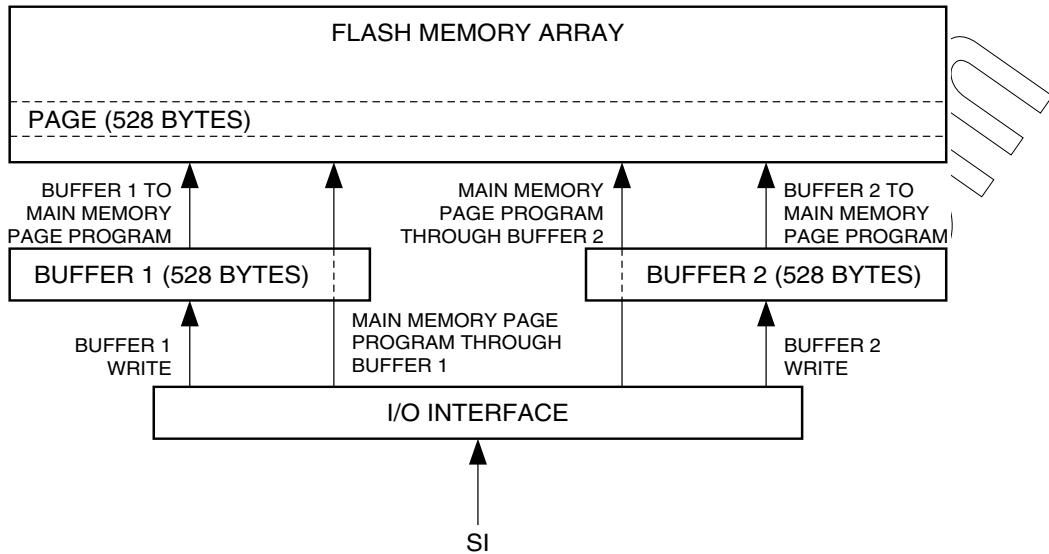 FLASH MEMORY ARRAY
PAGE (528 BYTES)
BUFFER 1 TO
MAIN MEMORY
PAGE PROGRAM
MAIN MEMORY
PAGE PROGRAM
THROUGH BUFFER 2
BUFFER 2 TO
MAIN MEMORY
PAGE PROGRAM
BUFFER 1 (528 BYTES)
BUFFER 2 (528 BYTES)
BUFFER 1
WRITE
MAIN MEMORY PAGE
PROGRAM THROUGH
BUFFER 1
BUFFER 2
WRITE
I/O INTERFACE
SI